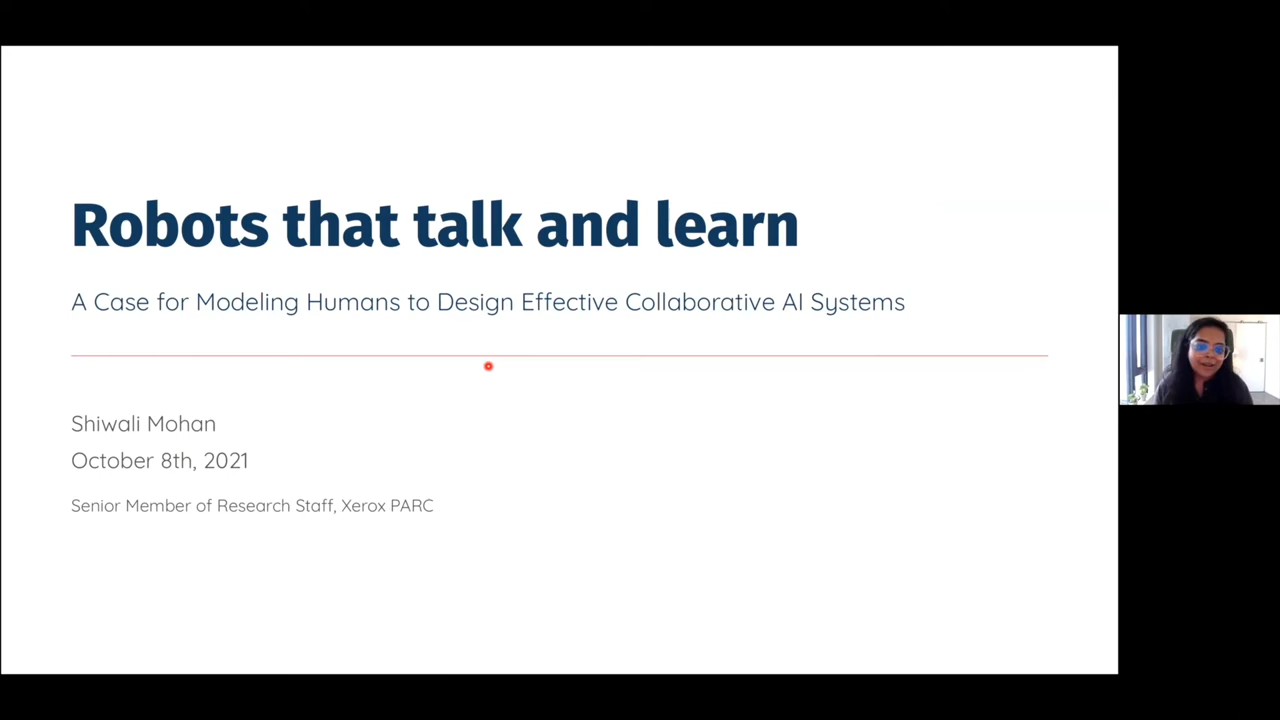 Robots that talk and learn
A Case for Modeling Humans to Design Effective Collaborative AI Systems
Shiwali Mohan
October 8th, 2021
Senior Member of Research Staff, Xerox PARC